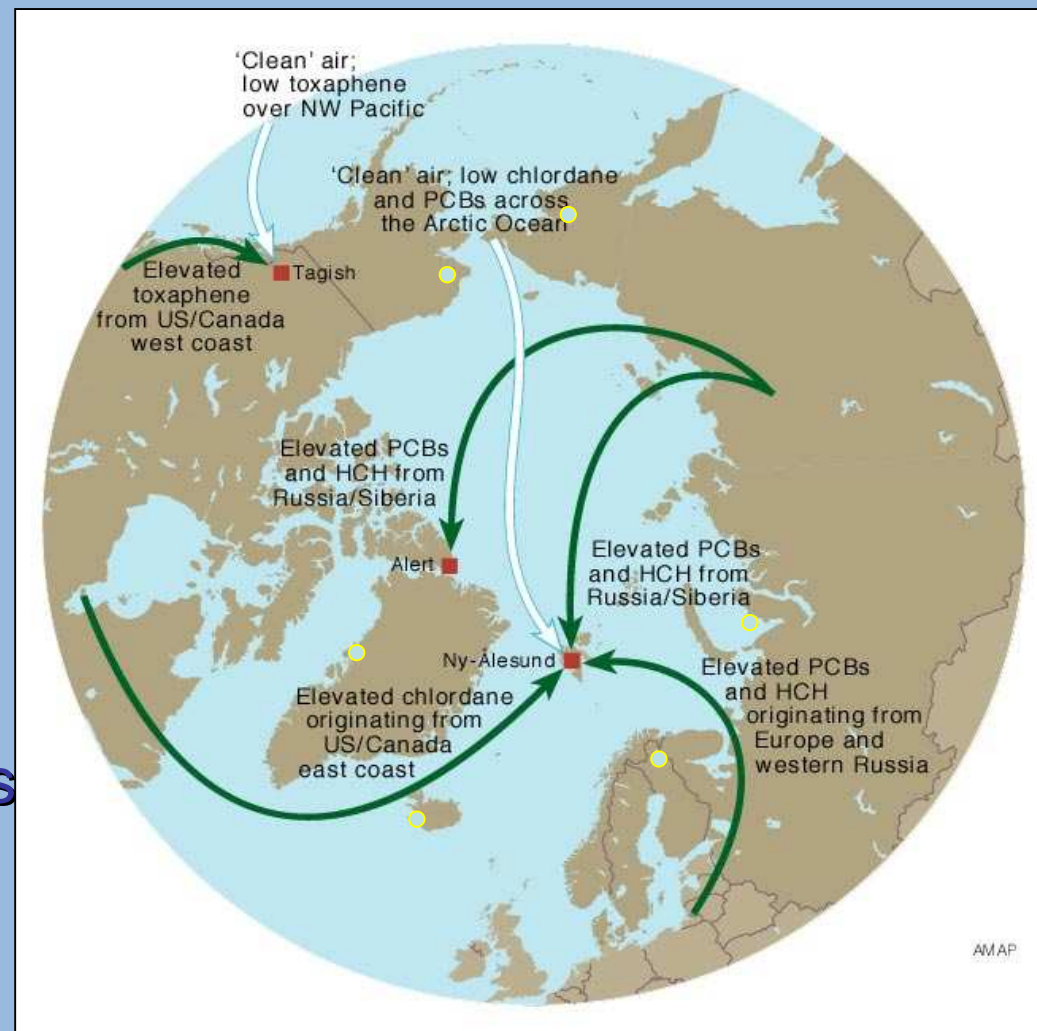 ‘Clean’ air;
low toxaphene
over NW Pacific
‘Clean’ air; low chlordane
and PCBs across
the Arctic Ocean
Tagish
Elevated
toxaphene
from US/Canada
west coast
Elevated PCBs
and HCH from
Russia/Siberia
Alert
Elevated PCBs
and HCH from
Russia/Siberia
Ny-Ålesund
Elevated chlordane
originating from
US/Canada
east coast
Elevated PCBs
and HCH
originating from
Europe and
western Russia
s
AMAP